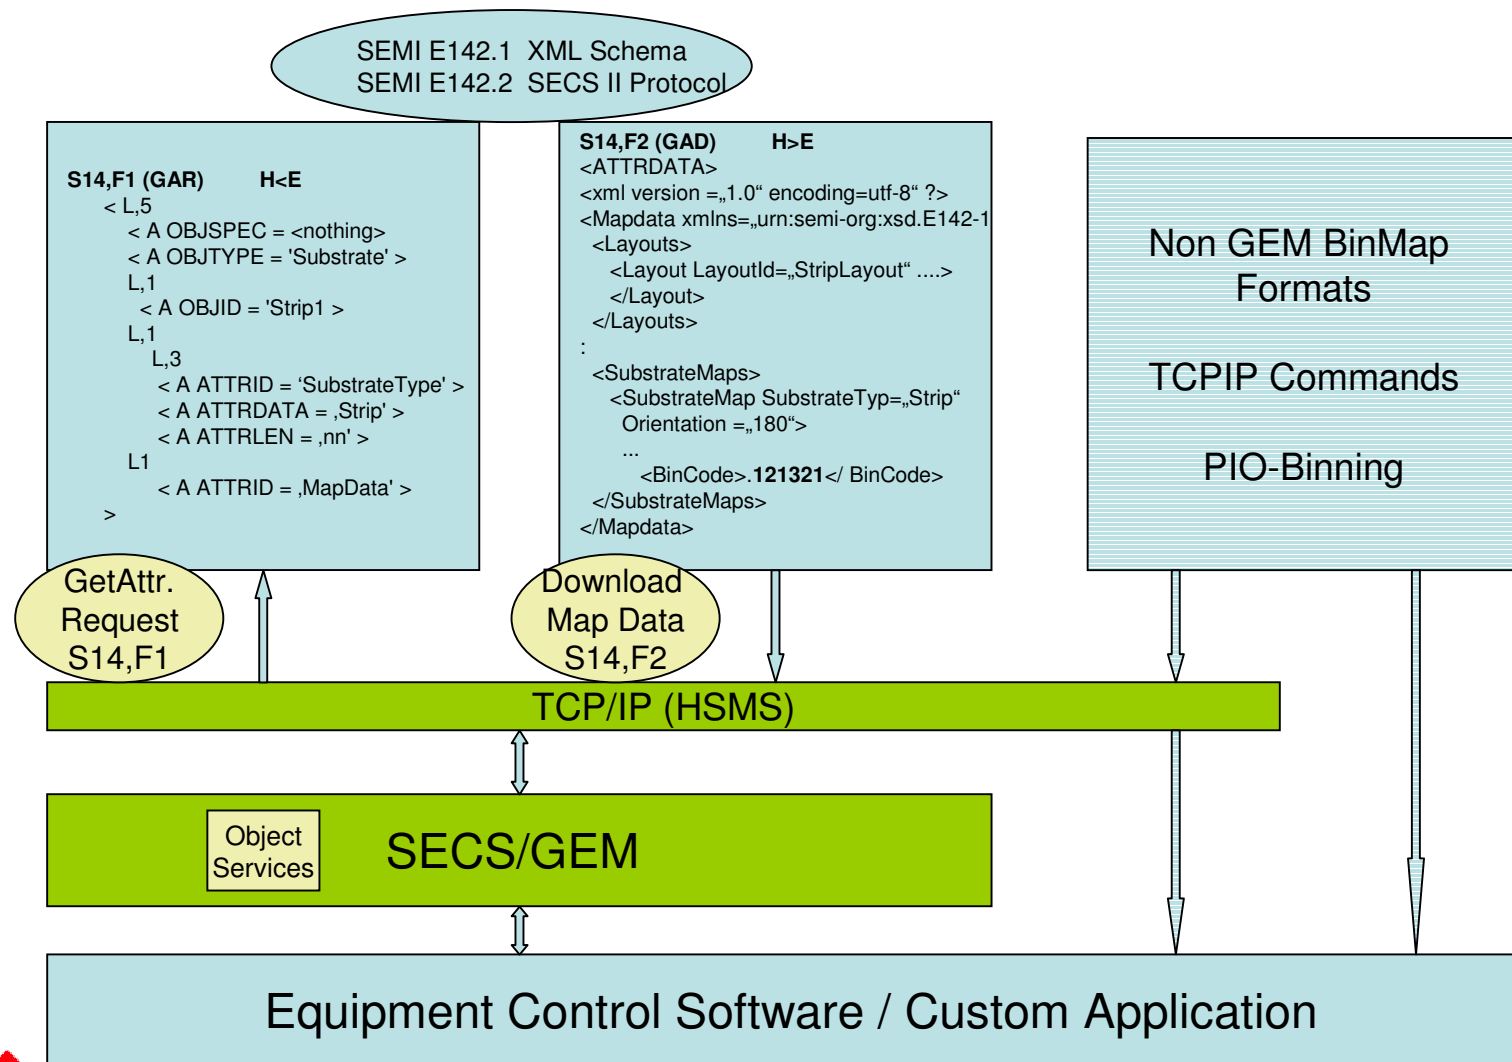 SEMI E142.1  XML Schema
SEMI E142.2  SECS II Protocol
S14,F1 (GAR)        H<E
< L,5
< A OBJSPEC = <nothing>
< A OBJTYPE = 'Substrate' >
L,1
< A OBJID = 'Strip1 >
L,1
L,3
< A ATTRID = ‘SubstrateType' >
< A ATTRDATA = ‚Strip' >
< A ATTRLEN = ‚nn' >
L1
< A ATTRID = ‚MapData' >
>
S14,F2 (GAD)        H>E
<ATTRDATA>
<xml version =„1.0“ encoding=utf-8“ ?>
<Mapdata xmlns=„urn:semi-org:xsd.E142-1
<Layouts>
<Layout LayoutId=„StripLayout“ ....>
</Layout>
</Layouts>
:
<SubstrateMaps>
<SubstrateMap SubstrateTyp=„Strip“
Orientation =„180“>
...
<BinCode>.121321</ BinCode>
</SubstrateMaps>
</Mapdata>
Non GEM BinMap
Formats
TCPIP Commands
PIO-Binning
GetAttr.
Request
S14,F1
Download
Map Data
S14,F2
TCP/IP (HSMS)
Object
Services
SECS/GEM
Equipment Control Software / Custom Application